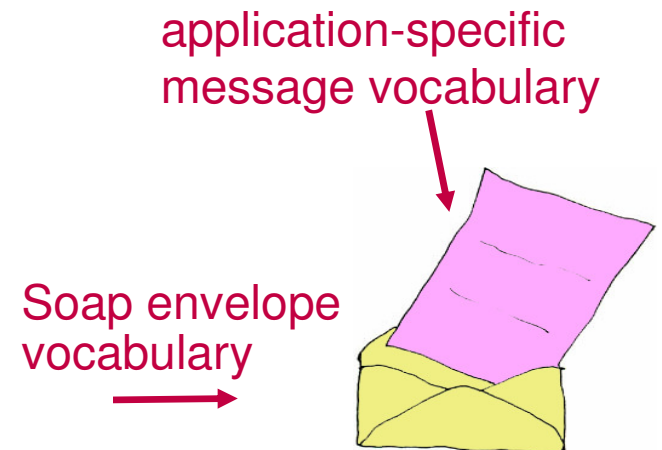 application-specific
message vocabulary
Soap envelope
vocabulary